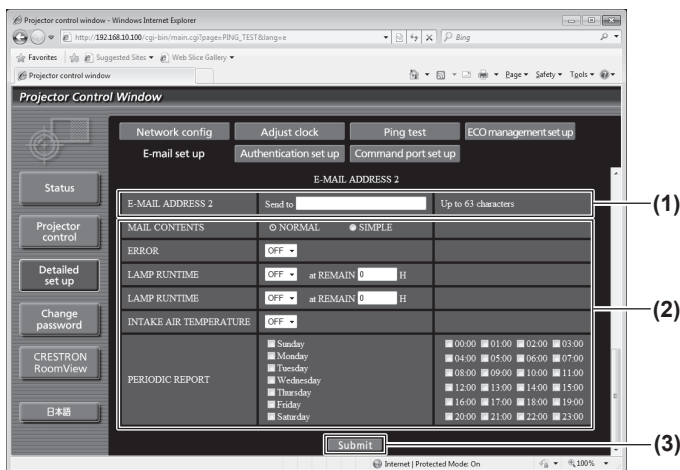 Projector control window - Windows Internet Explorer
http://192.168.10.100/cgi-bin/main.cgi?page=PING_TEST&lang=e
Bing
Favorites Suggested Sites Web Slice Gallery
Projector control window
Page Safety Tools
Projector Control Window
Network config Adjust clock Ping test ECO management set up
E-mail set up Authentication set up Command port set up
Status
Projector control
Detailed set up
Change password
CRESTRON RoomView
日本語
E-MAIL ADDRESS 2
E-MAIL ADDRESS 2 Send to Up to 63 characters
(1)
MAIL CONTENTS NORMAL SIMPLE
ERROR OFF
LAMP RUNTIME OFF at REMAIN 0 H
LAMP RUNTIME OFF at REMAIN 0 H
(2)
INTAKE AIR TEMPERATURE OFF
PERIODIC REPORT
Sunday
Monday
Tuesday
Wednesday
Thursday
Friday
Saturday
00:00 01:00 02:00 03:00
04:00 05:00 06:00 07:00
08:00 09:00 10:00 11:00
12:00 13:00 14:00 15:00
16:00 17:00 18:00 19:00
20:00 21:00 22:00 23:00
Submit
(3)
Internet | Protected Mode: On 100%